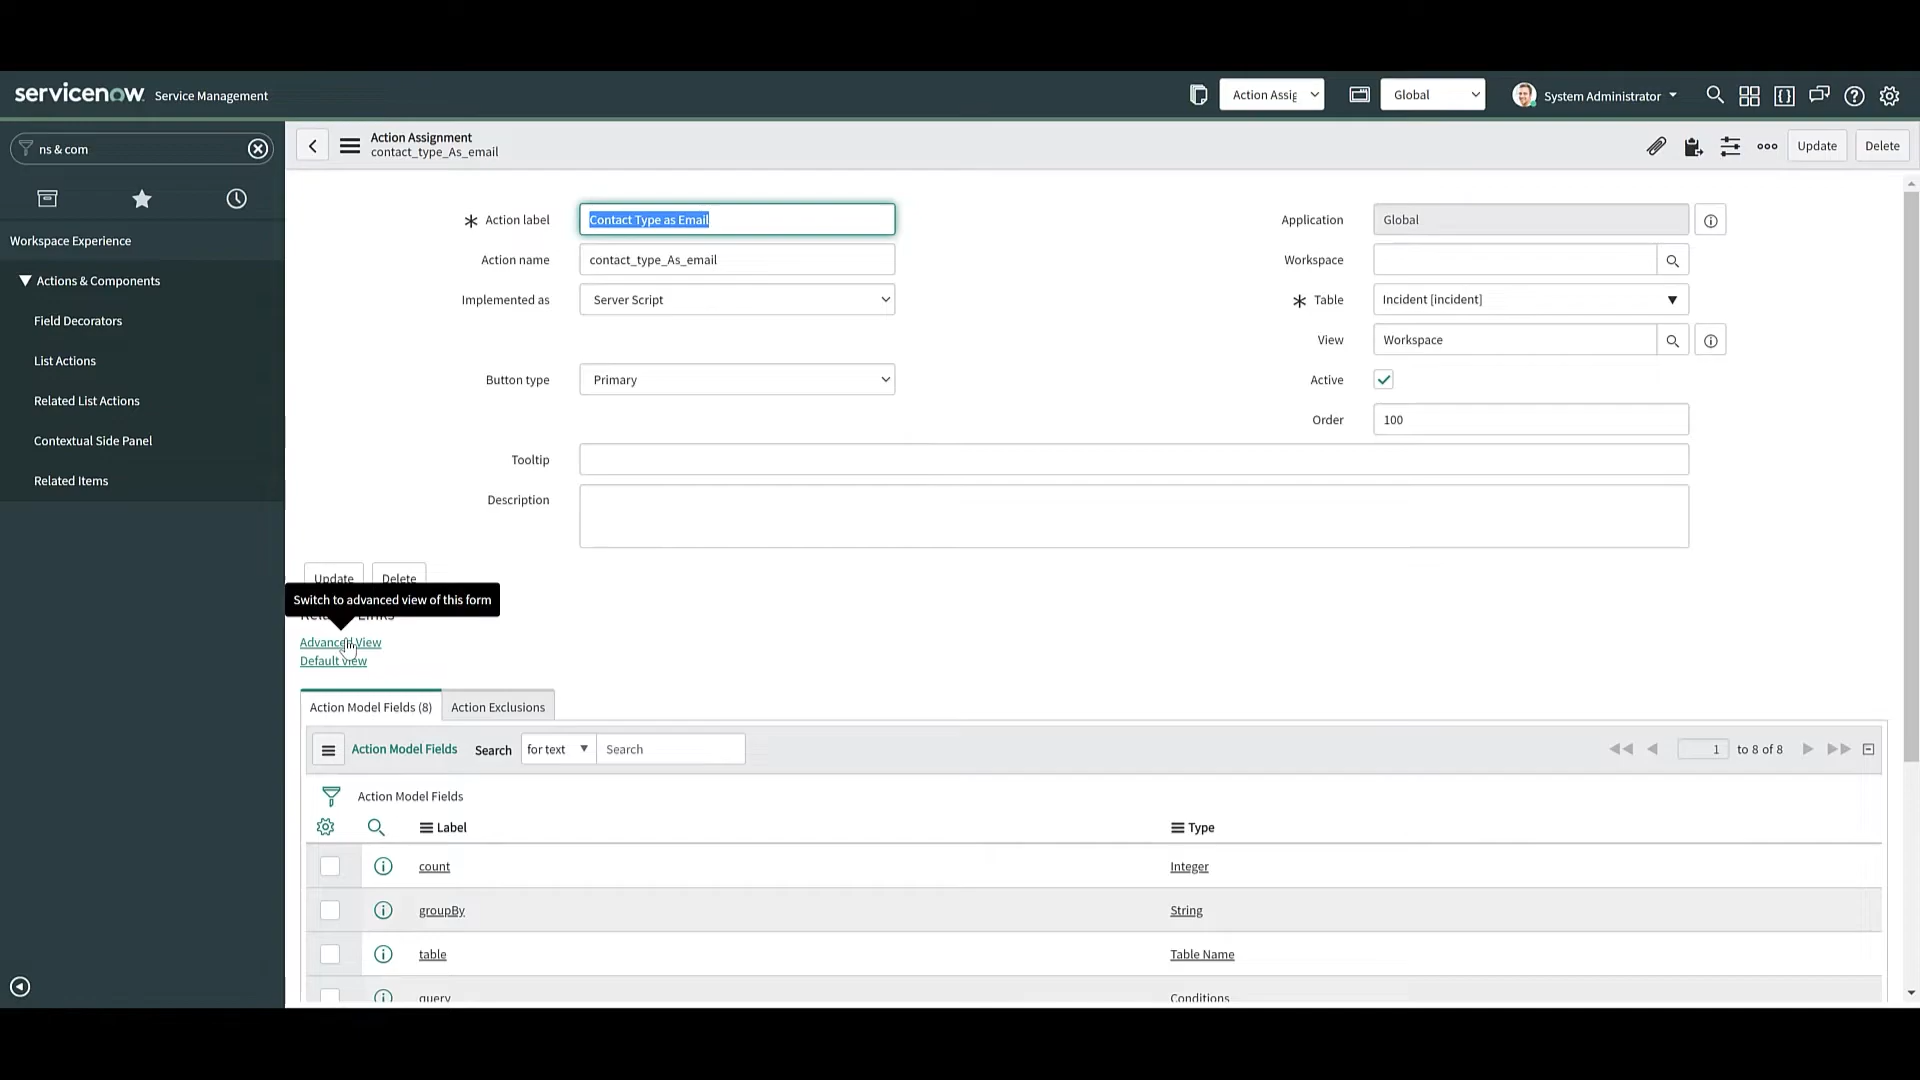 servicenow Service Management
Action Assig
Global
System Administrator
ns & com
Action Assignment
contact_type_As_email
Update
Delete
Workspace Experience
Actions & Components
Field Decorators
List Actions
Related List Actions
Contextual Side Panel
Related Items
Action label
Contact Type as Email
Application
Global
Action name
contact_type_As_email
Workspace
Implemented as
Server Script
Table
Incident [incident]
View
Workspace
Button type
Primary
Active
Order
100
Tooltip
Description
Update
Delete
Switch to advanced view of this form
Advanced View
Default view
Action Model Fields (8)
Action Exclusions
Action Model Fields
Search
for text
Search
1 to 8 of 8
Action Model Fields
Label
Type
count
Integer
groupBy
String
table
Table Name
query
Conditions